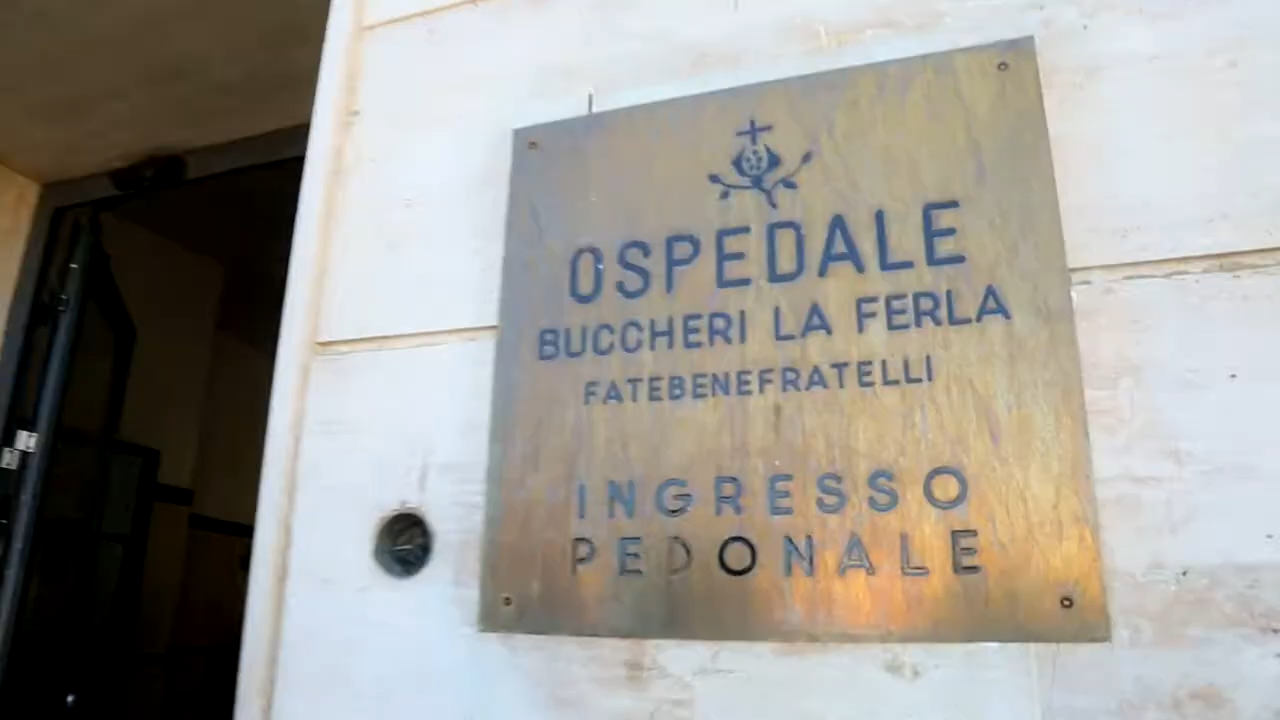 OSPEDALE
BUCCHERI LA FERLA
FATEBENEFRATELLI
INGRESSO
PEDONALE